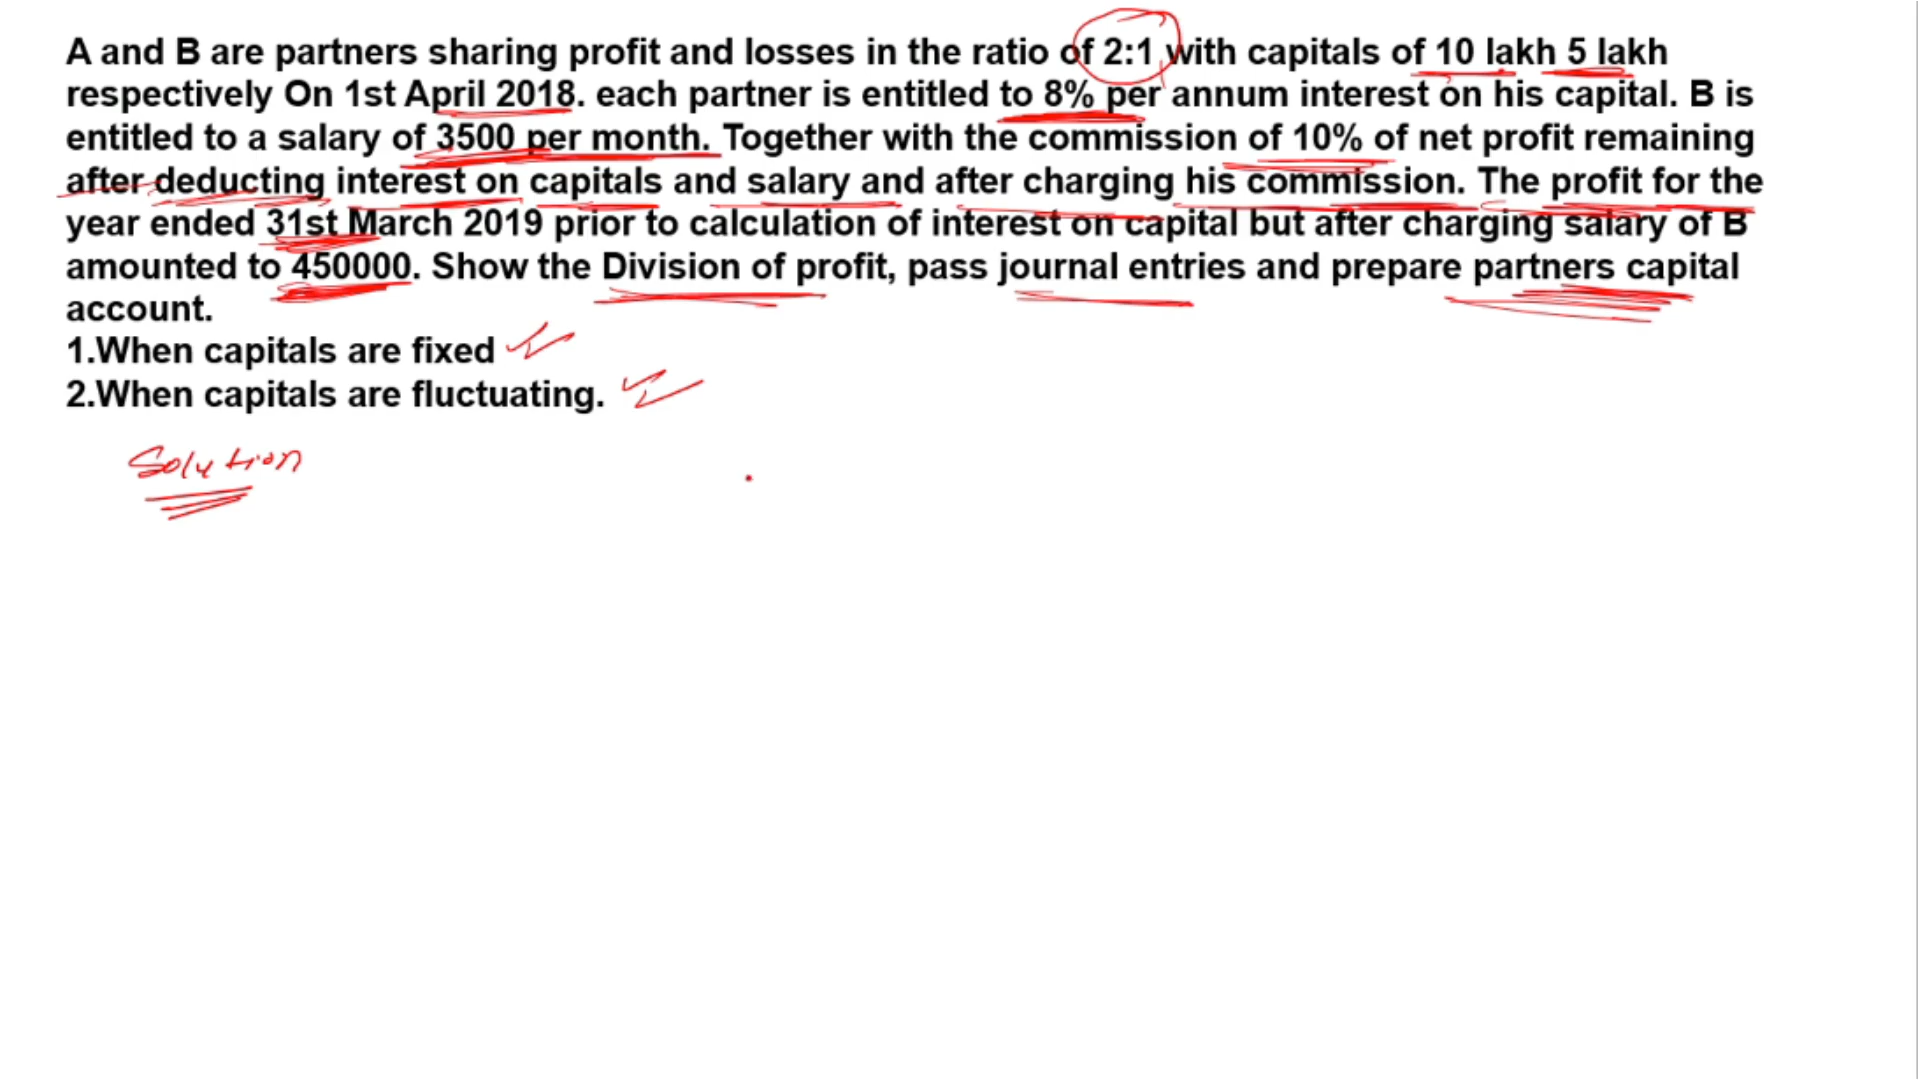 A and B are partners sharing profit and losses in the ratio of 2:1 with capitals of 10 lakh 5 lakh
respectively On 1st April 2018. each partner is entitled to 8% per annum interest on his capital. B is
entitled to a salary of 3500 per month. Together with the commission of 10% of net profit remaining
after deducting interest on capitals and salary and after charging his commission. The profit for the
year ended 31st March 2019 prior to calculation of interest on capital but after charging salary of B
amounted to 450000. Show the Division of profit, pass journal entries and prepare partners capital
account.
1.When capitals are fixed
2.When capitals are fluctuating.
Solution